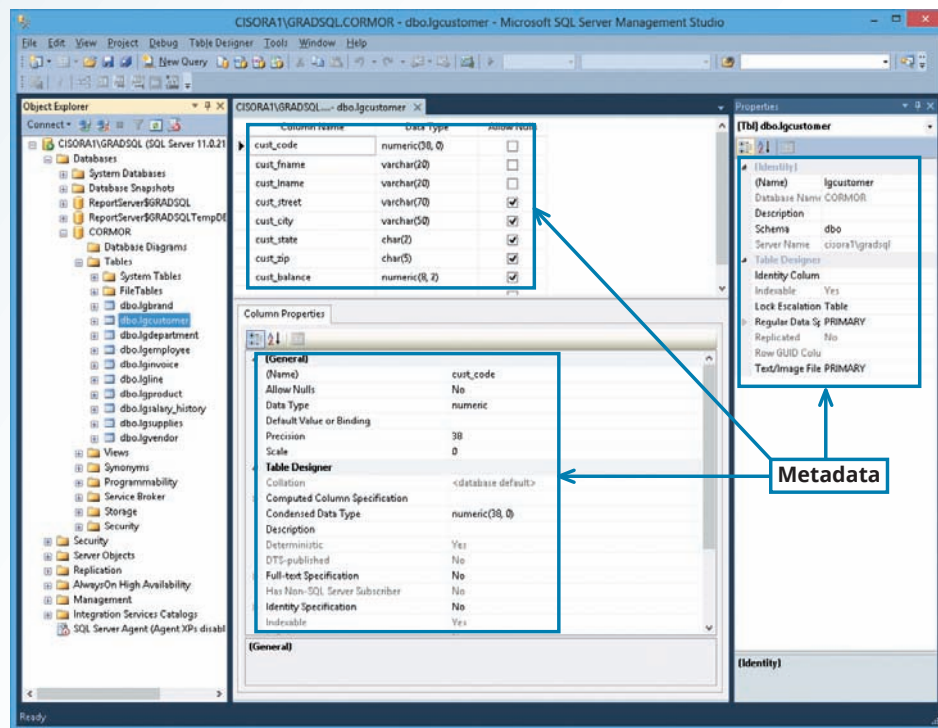 CISORA1\GRADSQL.CORMOR - dbo.lgcustomer - Microsoft SQL Server Management Studio
File Edit View Project Debug Table Designer Tools Window Help
New Query
Object Explorer
Connect
CISORA1\GRADSQL (SQL Server 11.0.21
Databases
System Databases
Database Snapshots
ReportServer$GRADSQL
ReportServer$GRADSQLTempDE
CORMOR
Database Diagrams
Tables
System Tables
FileTables
dbo.lgbrand
dbo.lgcustomer
dbo.lgdepartment
dbo.lgemployee
dbo.lginvoice
dbo.lgline
dbo.lgproduct
dbo.lgsalary_history
dbo.lgsupplies
dbo.lgvendor
Views
Synonyms
Programmability
Service Broker
Storage
Security
Security
Server Objects
Replication
AlwaysOn High Availability
Management
Integration Services Catalogs
SQL Server Agent (Agent XPs disabl
CISORA1\GRADSQL....- dbo.lgcustomer
Column Name Data Type Allow Nulls
cust_code numeric(38, 0)
cust_fname varchar(20)
cust_lname varchar(20)
cust_street varchar(70)
cust_city varchar(50)
cust_state char(2)
cust_zip char(5)
cust_balance numeric(8, 2)
Column Properties
(General)
(Name) cust_code
Allow Nulls No
Data Type numeric
Default Value or Binding
Precision 38
Scale 0
Table Designer
Collation <database default>
Computed Column Specification
Condensed Data Type numeric(38, 0)
Description
Deterministic Yes
DTS-published No
Full-text Specification No
Has Non-SQL Server Subscriber No
Identity Specification No
Indexable Yes
(General)
Properties
[Tbl] dbo.lgcustomer
(Identity)
(Name) lgcustomer
Database Name CORMOR
Description
Schema dbo
Server Name cisora1\gradsql
Table Designer
Identity Colum
Indexable Yes
Lock Escalation Table
Regular Data Sp PRIMARY
Replicated No
Row GUID Colu
Text/Image File PRIMARY
Metadata
(Identity)
Ready